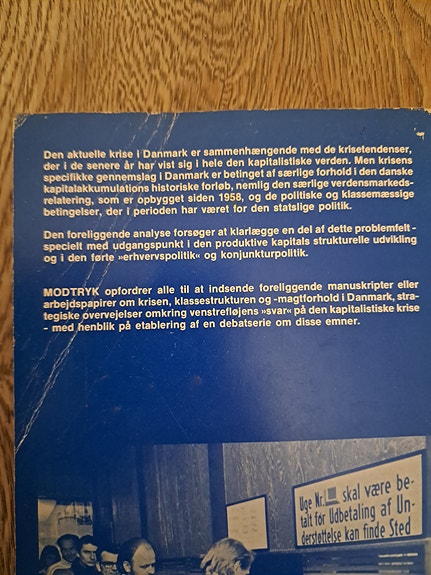 Den aktuelle krise i Danmark er sammenhængende med de krisetendenser,
der i de senere år har vist sig i hele den kapitalistiske verden. Men krisens
specifikke gennemslag i Danmark er betinget af særlige forhold i den danske
kapitalakkumulations historiske forløb, nemlig den særlige verdensmarkeds-
relatering, som er opbygget siden 1958, og de politiske og klassemæssige
betingelser, der i perioden har været for den statslige politik.
Den foreliggende analyse forsøger at klarlægge en del af dette problemfelt -
specielt med udgangspunkt i den produktive kapitals strukturelle udvikling
og i den førte »erhvervspolitik« og konjunkturpolitik.
MODTRYK opfordrer alle til at indsende foreliggende manuskripter eller
arbejdspapirer om krisen, klassestrukturen og -magtforhold i Danmark, stra-
tegiske overvejelser omkring venstrefløjens »svar« på den kapitalistiske krise
- med henblik på etablering af en debatserie om disse emner.
Uge Nr. skal være be-
talt for Udbetaling af Un-
derstøttelse kan finde Sted